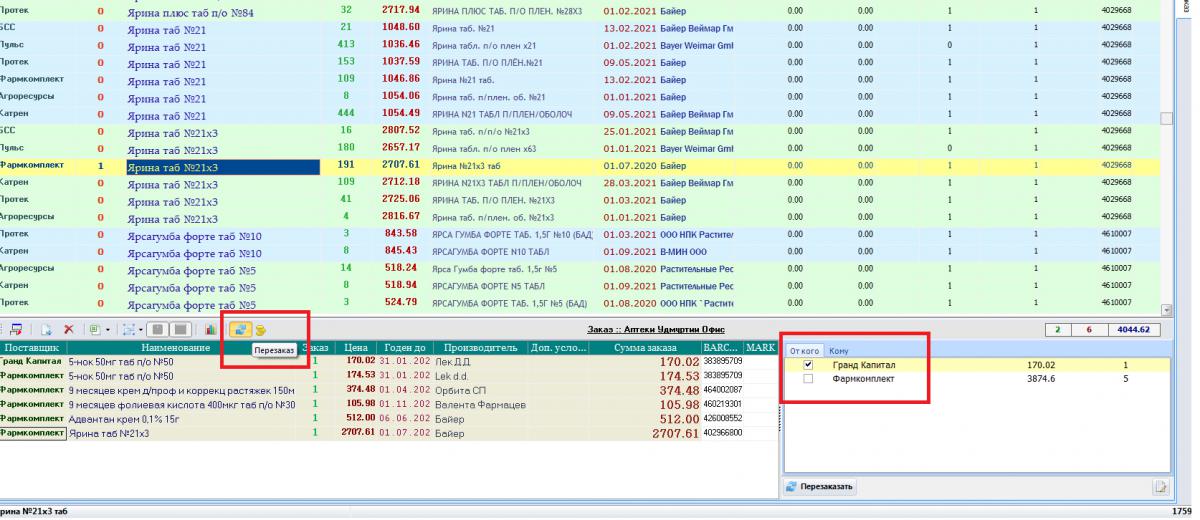 Протек 0 Ярина плюс таб п/о №84 32 2717.94 ЯРИНА ПЛЮС ТАБ. П/О ПЛЕН. №28Х3 01.02.2021 Байер 0.00 0.00 1 1 4029668
БСС 0 Ярина таб №21 21 1048.60 Ярина таб. №21 13.02.2021 Байер Веймар Гм 0.00 0.00 1 1 4029668
Пульс 0 Ярина таб №21 413 1036.46 Ярина табл. п/о плен х21 01.02.2021 Bayer Weimar Gml 0.00 0.00 0 1 4029668
Протек 0 Ярина таб №21 153 1037.59 ЯРИНА ТАБ. П/О ПЛЁН.№21 09.05.2021 Байер 0.00 0.00 1 1 4029668
Фармкомплект 0 Ярина таб №21 109 1046.86 Ярина №21 таб. 13.02.2021 Байер 0.00 0.00 1 1 4029668
Агроресурсы 0 Ярина таб №21 8 1054.06 Ярина таб. п/плен. об. №21 01.01.2021 Байер 0.00 0.00 1 1 4029668
Катрен 0 Ярина таб №21 444 1054.49 ЯРИНА N21 ТАБЛ П/ПЛЕН/ОБОЛОЧ 09.05.2021 Байер Веймар Гм 0.00 0.00 1 1 4029668
БСС 0 Ярина таб №21х3 16 2807.52 Ярина таб. п/п/о №21х3 25.01.2021 Байер Веймар Гм 0.00 0.00 1 1 4029668
Пульс 0 Ярина таб №21х3 180 2657.17 Ярина табл. п/о плен х63 01.01.2021 Bayer Weimar Gml 0.00 0.00 0 1 4029668
Фармкомплект 1 Ярина таб №21х3 191 2707.61 Ярина №21х3 таб 01.07.2020 Байер 0.00 0.00 1 1 4029668
Катрен 0 Ярина таб №21х3 109 2712.18 ЯРИНА N21X3 ТАБЛ П/ПЛЕН/ОБОЛОЧ 28.03.2021 Байер Веймар Гм 0.00 0.00 1 1 4029668
Протек 0 Ярина таб №21х3 41 2725.06 ЯРИНА ТАБ. П/О ПЛЕН. №21Х3 01.03.2021 Байер 0.00 0.00 1 1 4029668
Агроресурсы 0 Ярина таб №21х3 4 2816.67 Ярина таб. п/плен. об. №21х3 01.01.2021 Байер 0.00 0.00 1 1 4029668
Протек 0 Ярсагумба форте таб №10 3 843.58 ЯРСА ГУМБА ФОРТЕ ТАБ. 1,5Г №10 (БАД) 01.03.2021 ООО НПК Растител 0.00 0.00 1 1 4610007
Катрен 0 Ярсагумба форте таб №10 8 845.43 ЯРСАГУМБА ФОРТЕ N10 ТАБЛ 01.09.2021 В-МИН ООО 0.00 0.00 1 1 4610007
Агроресурсы 0 Ярсагумба форте таб №5 14 518.24 Ярса Гумба форте таб. 1,5г №5 01.08.2020 Растительные Рес 0.00 0.00 1 1 4610007
Катрен 0 Ярсагумба форте таб №5 8 518.94 ЯРСАГУМБА ФОРТЕ N5 ТАБЛ 01.09.2021 Растительные Рес 0.00 0.00 1 1 4610007
Протек 0 Ярсагумба форте таб №5 3 524.79 ЯРСАГУМБА ФОРТЕ ТАБ. 1,5Г №5 (БАД) 01.08.2020 ООО НПК "Растите 0.00 0.00 1 1 4610007
Заказ :: Аптеки Удмуртии Офис 2 6 4044.62
Перезаказ
Поставщик Наименование Заказ Цена Годен до Производитель Доп. усло... Сумма заказа BARC... MARK
Гранд Капитал 5-нок 50мг таб п/о №50 1 170.02 31.01.202 Лек Д.Д. 170.02 383895709
Фармкомплект 5-нок 50мг таб п/о №50 1 174.53 31.05.202 Lek d.d. 174.53 383895709
Фармкомплект 9 месяцев крем д/проф и коррекц растяжек 150м 1 374.48 01.04.202 Орбита СП 374.48 464002087
Фармкомплект 9 месяцев фолиевая кислота 400мкг таб п/о №30 1 105.98 01.11.202 Валента Фармацев 105.98 460219301
Фармкомплект Адвантан крем 0,1% 15г 1 512.00 06.06.202 Байер 512.00 426008552
Фармкомплект Ярина таб №21х3 1 2707.61 01.07.202 Байер 2707.61 402966800
От кого Кому
Гранд Капитал 170.02 1
Фармкомплект 3874.6 5
Перезаказать
рина №21х3 таб 1759